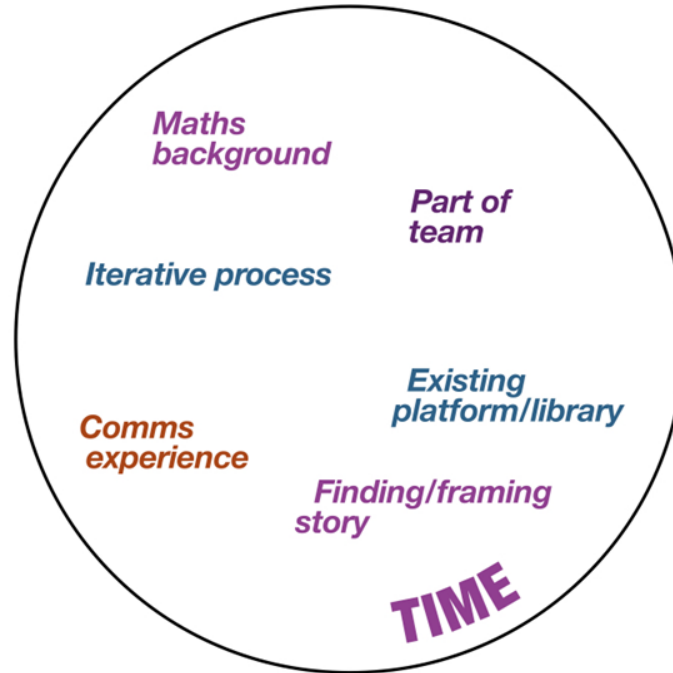 Maths
background
Part of
team
Iterative process
Existing
platform/library
Comms
experience
Finding/framing
story
TIME